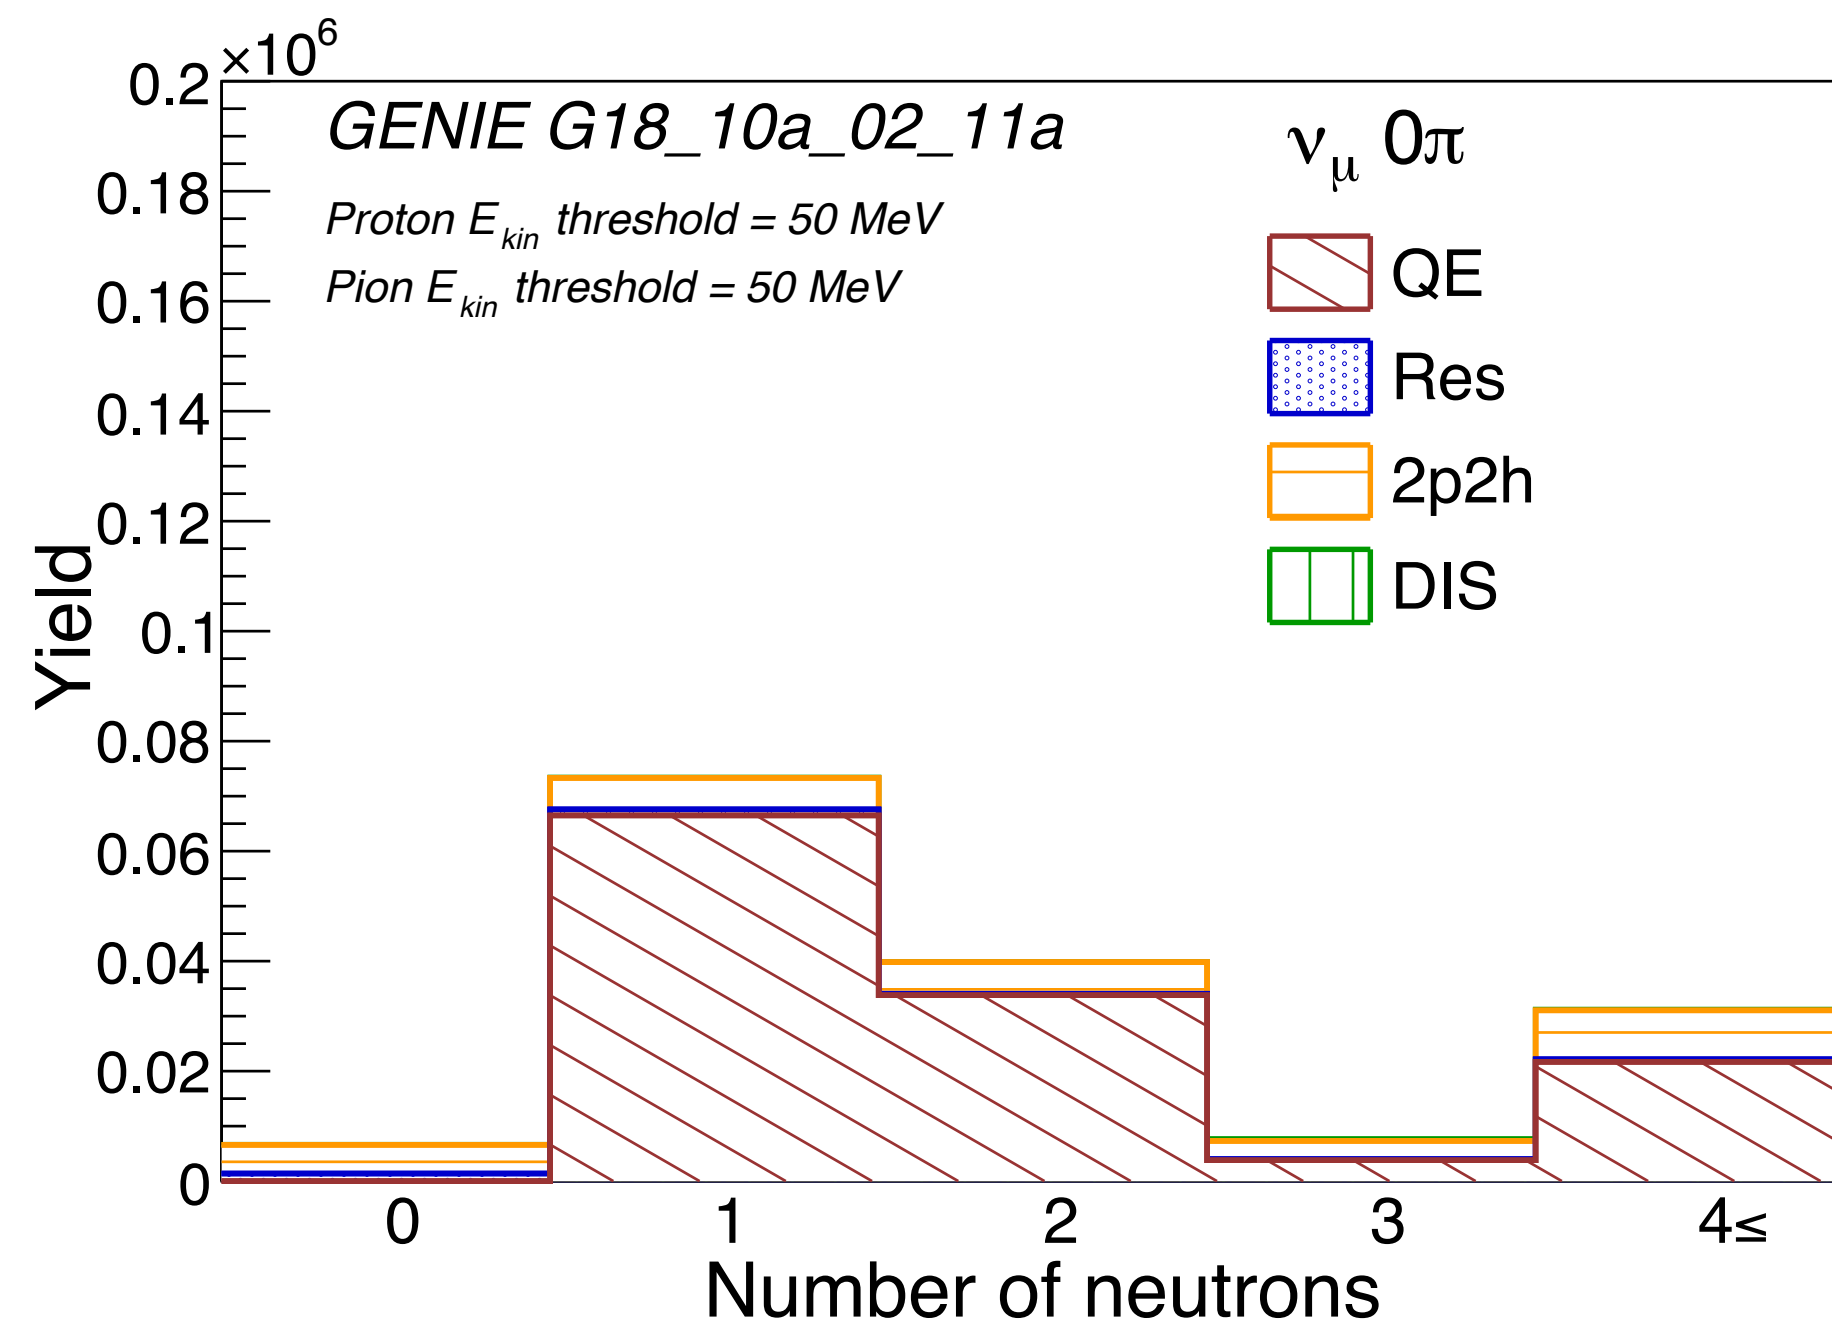 ×10⁶
0.2
0.18
0.16
0.14
0.12
0.1
0.08
0.06
0.04
0.02
0
Yield
GENIE G18_10a_02_11a
Proton E_kin threshold = 50 MeV
Pion E_kin threshold = 50 MeV
ν_μ 0π
QE
Res
2p2h
DIS
0 1 2 3 4≤
Number of neutrons